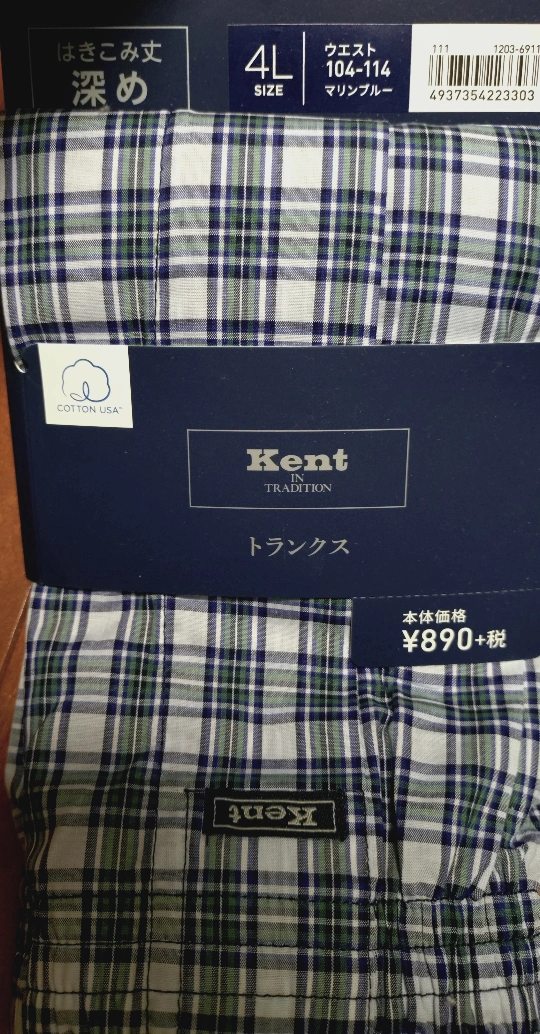 はきこみ丈
深め
4L
SIZE
ウエスト
104-114
マリンブルー
111 1203-6911
4937354223303
COTTON USA™
Kent
IN
TRADITION
トランクス
本体価格
¥890+税
Kent